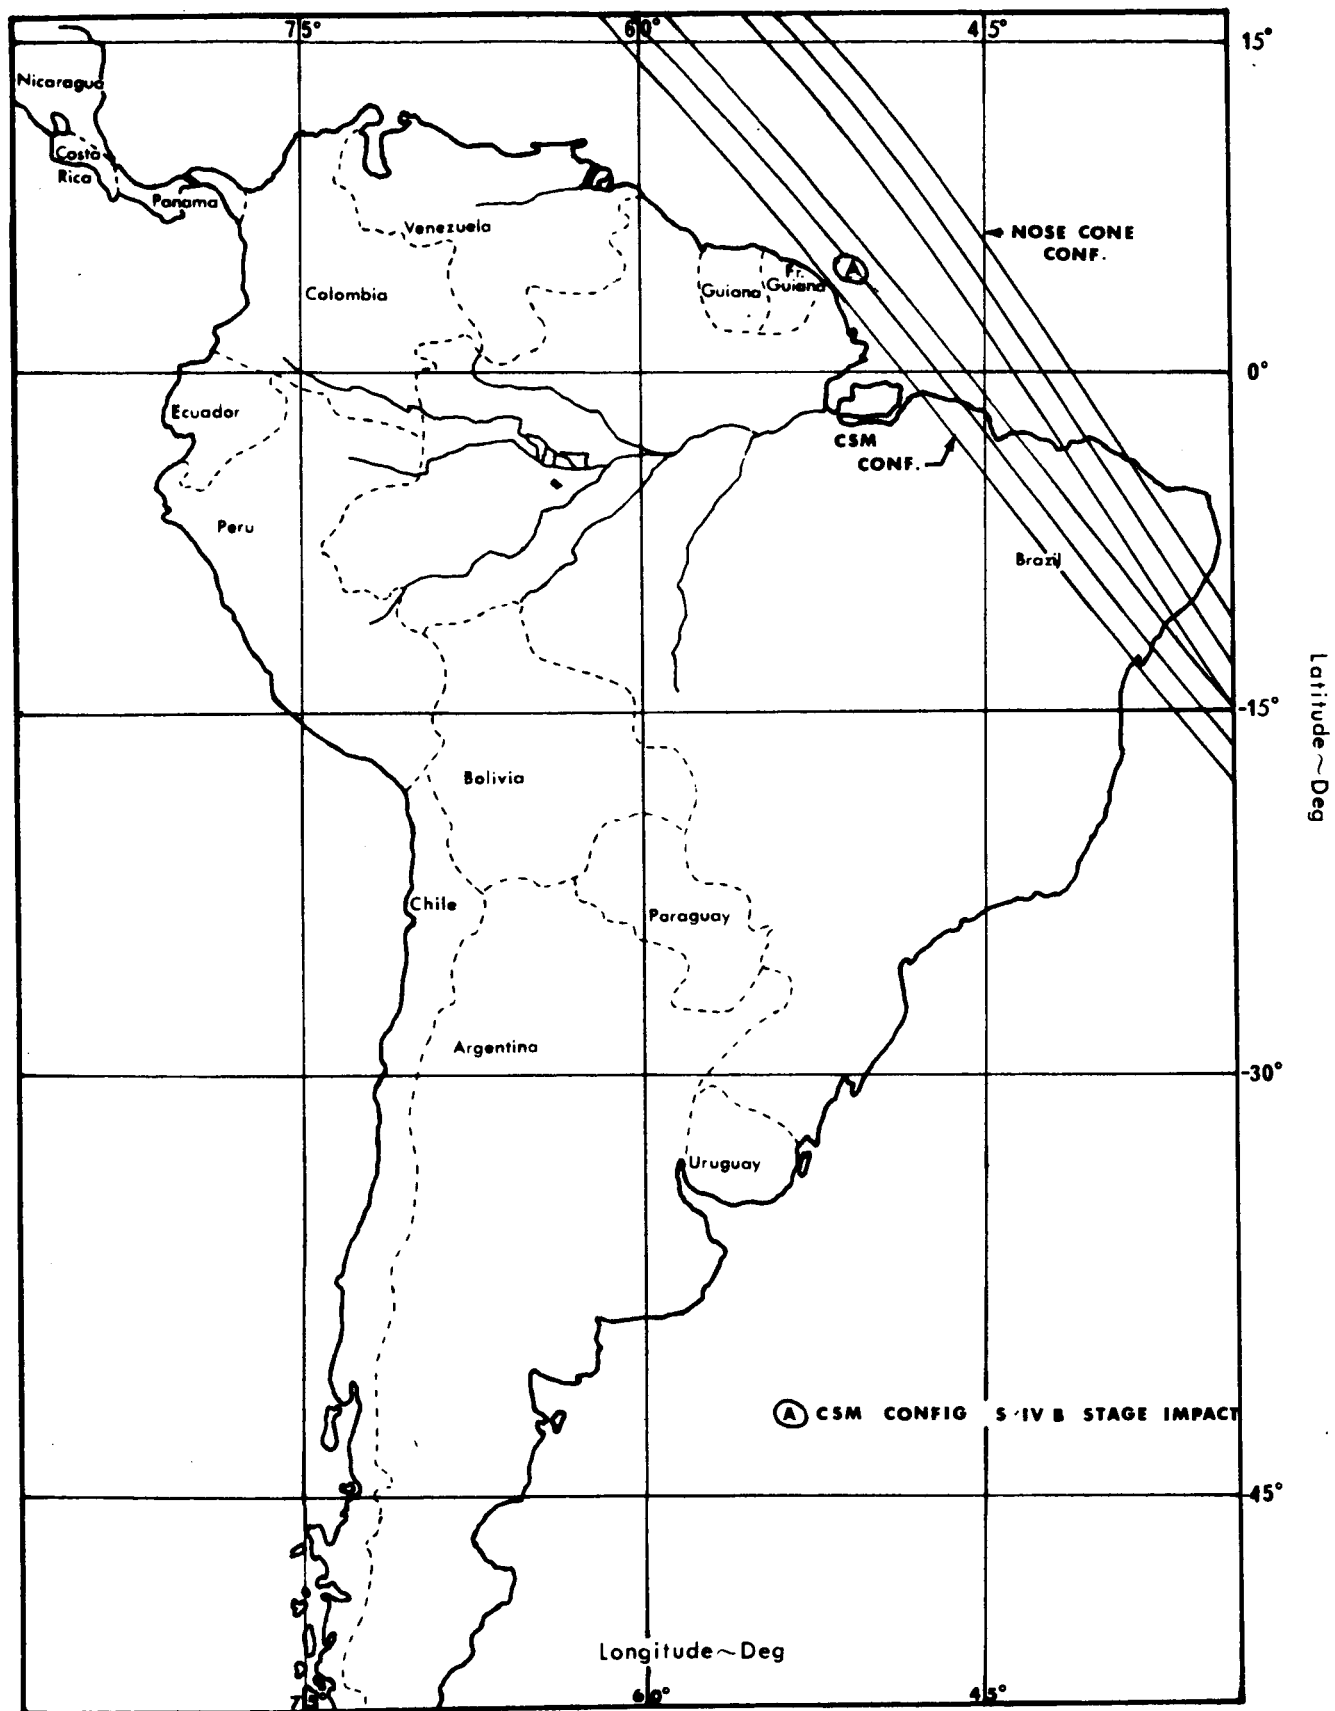 75° 60° 45°
15°
Nicaragua
Costa
Rica
Panama
Venezuela
NOSE CONE
CONF.
A
Colombia
Guiana
Fr.
Guiana
0°
Ecuador
CSM
CONF.
Peru
Brazil
-15°
Latitude~Deg
Bolivia
Chile
Paraguay
Argentina
-30°
Uruguay
A CSM CONFIG S-IV B STAGE IMPACT
-45°
Longitude~Deg
75° 60° 45°